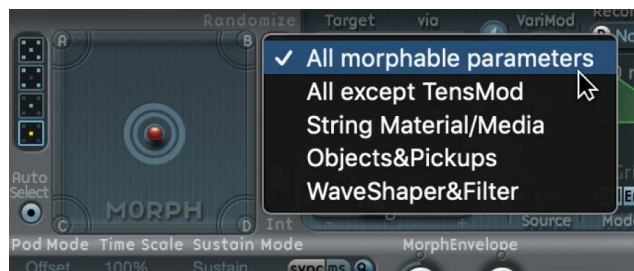 Randomize Target via VariMod
A B
✓ All morphable parameters
All except TensMod
String Material/Media
Objects&Pickups
WaveShaper&Filter
Auto
Select
MORPH
C D Int
Source
Pod Mode Time Scale Sustain Mode MorphEnvelope
Offset 100% Sustain sync ms